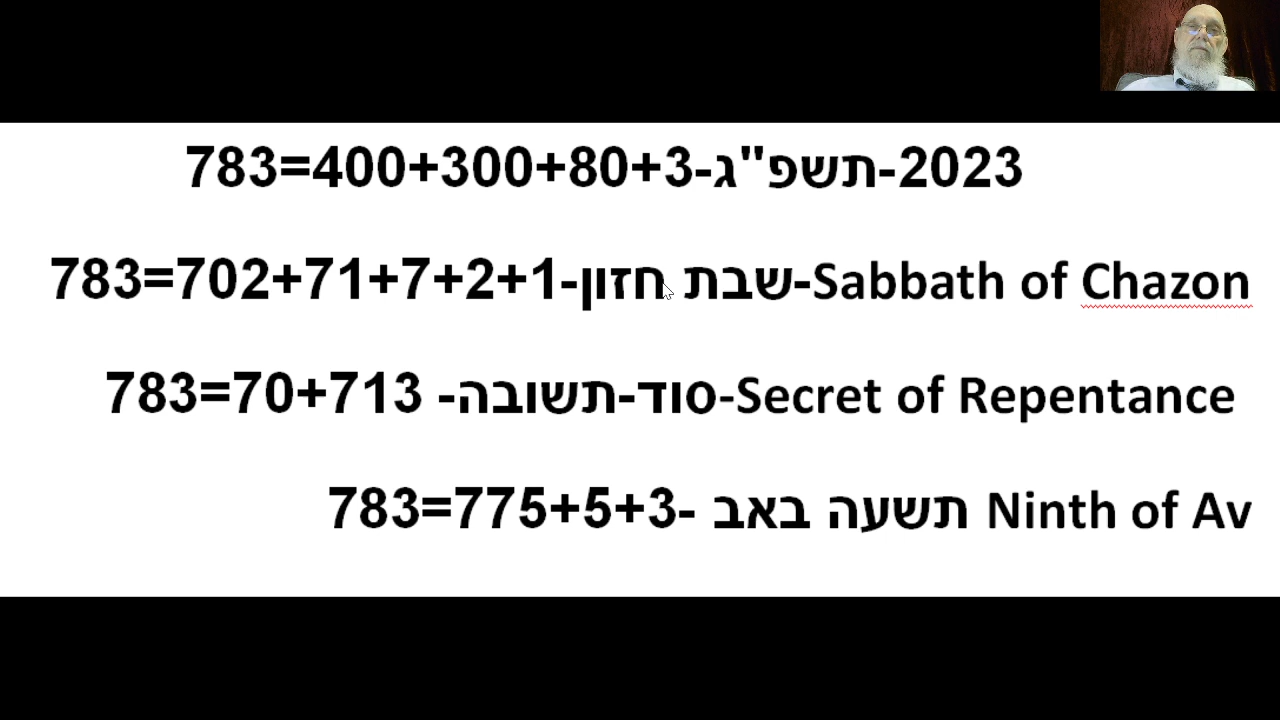 783=400+300+80+3-תשפ"ג-2023
783=702+71+7+2+1-שבת חזון-Sabbath of Chazon
783=70+713 -סוד-תשובה-Secret of Repentance
783=775+5+3- תשעה באב Ninth of Av